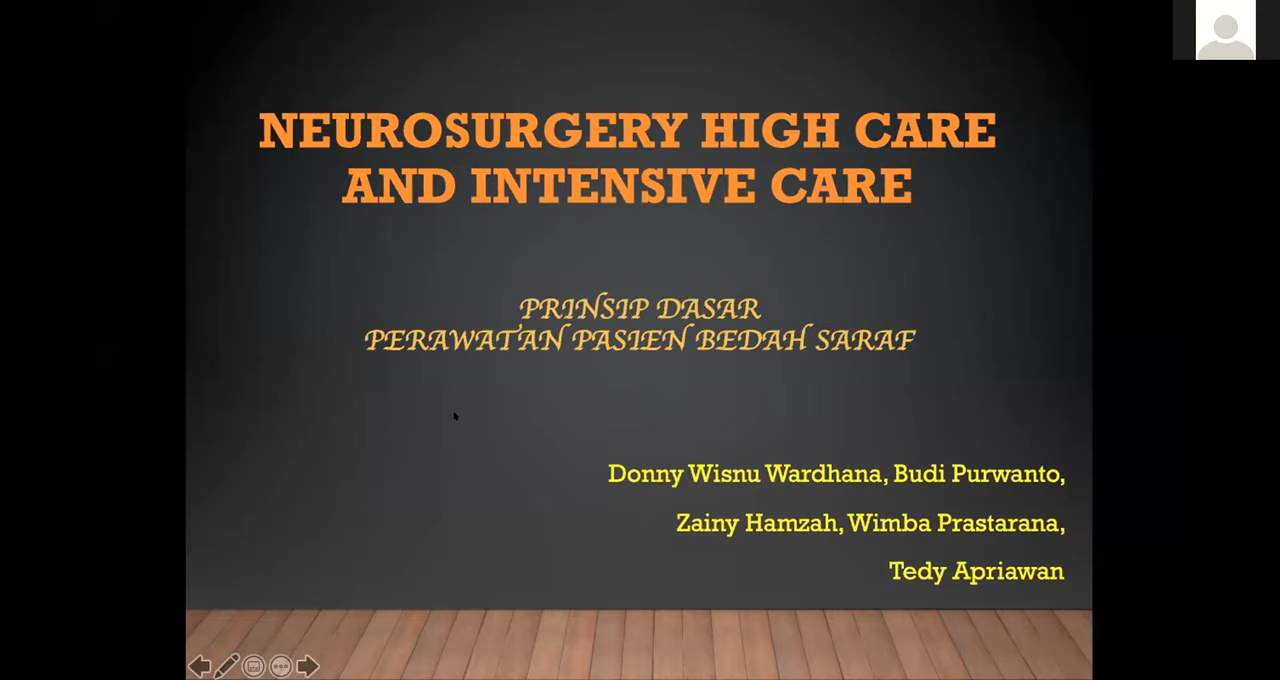 NEUROSURGERY HIGH CARE
AND INTENSIVE CARE
PRINSIP DASAR
PERAWATAN PASIEN BEDAH SARAF
Donny Wisnu Wardhana, Budi Purwanto,
Zainy Hamzah, Wimba Prastarana,
Tedy Apriawan